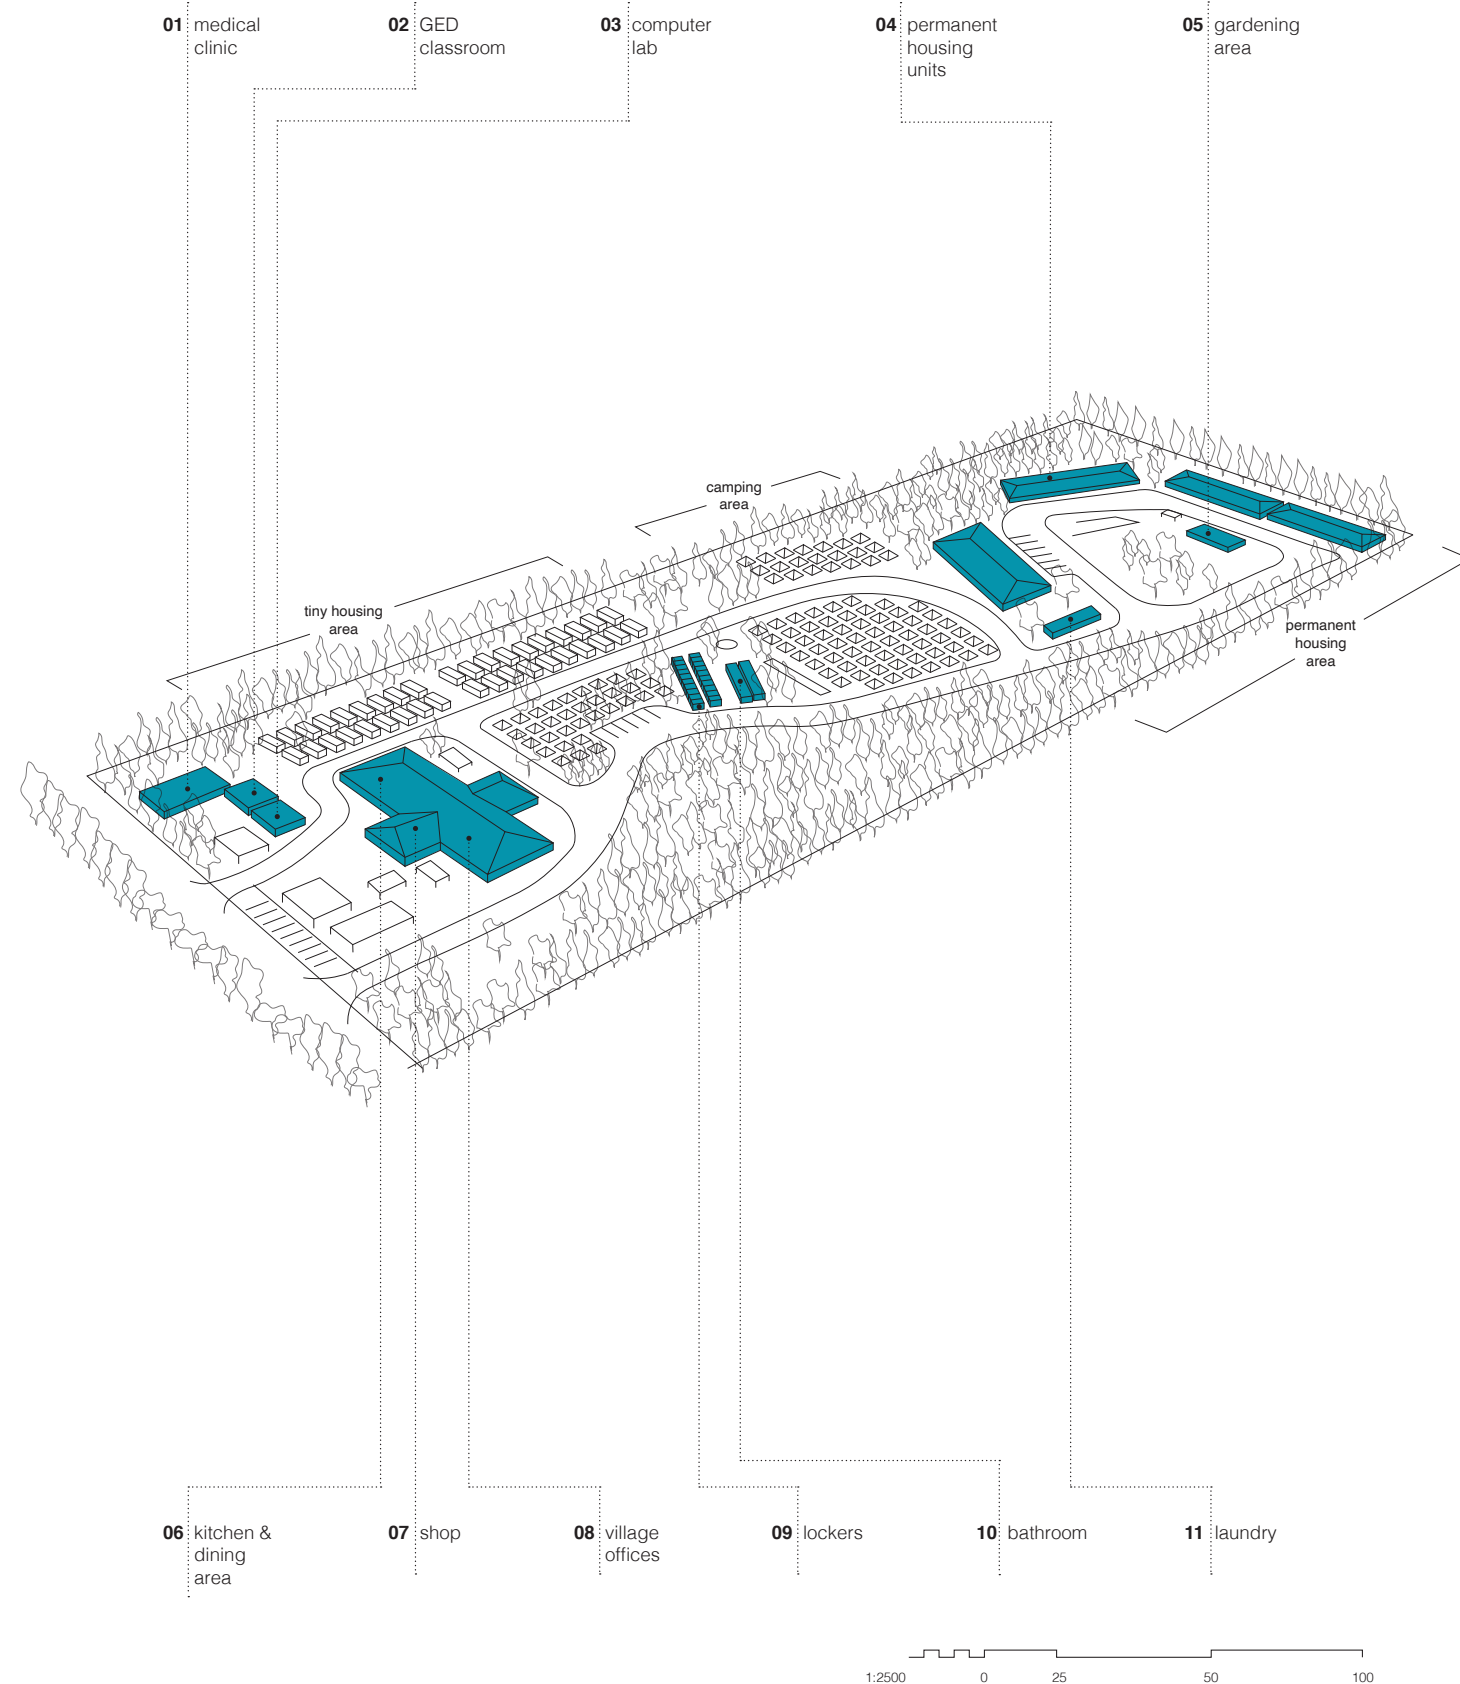 01 medical
clinic
02 GED
classroom
03 computer
lab
04 permanent
housing
units
05 gardening
area
camping
area
tiny housing
area
permanent
housing
area
06 kitchen &
dining
area
07 shop
08 village
offices
09 lockers
10 bathroom
11 laundry
1:2500 0 25 50 100